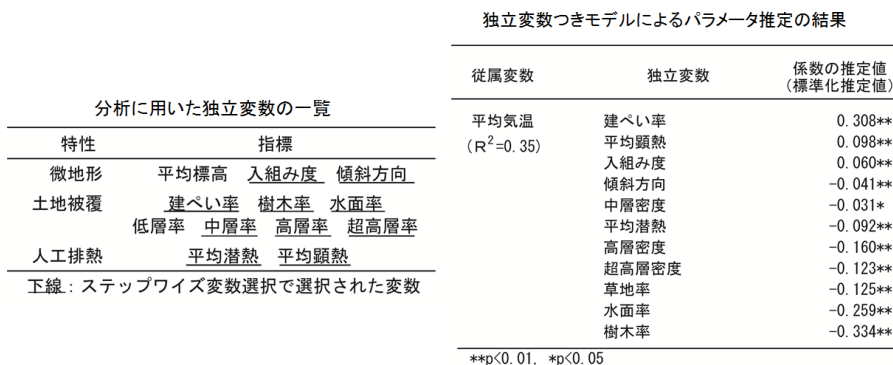 分析に用いた独立変数の一覧
特性 指標
微地形 平均標高 入組み度 傾斜方向
土地被覆 建ぺい率 樹木率 水面率
低層率 中層率 高層率 超高層率
人工排熱 平均潜熱 平均顕熱
下線：ステップワイズ変数選択で選択された変数
独立変数つきモデルによるパラメータ推定の結果
従属変数 独立変数 係数の推定値
(標準化推定値)
平均気温 建ぺい率 0.308**
(R²=0.35) 平均顕熱 0.098**
入組み度 0.060**
傾斜方向 -0.041**
中層密度 -0.031*
平均潜熱 -0.092**
高層密度 -0.160**
超高層密度 -0.123**
草地率 -0.125**
水面率 -0.259**
樹木率 -0.334**
**p<0.01, *p<0.05